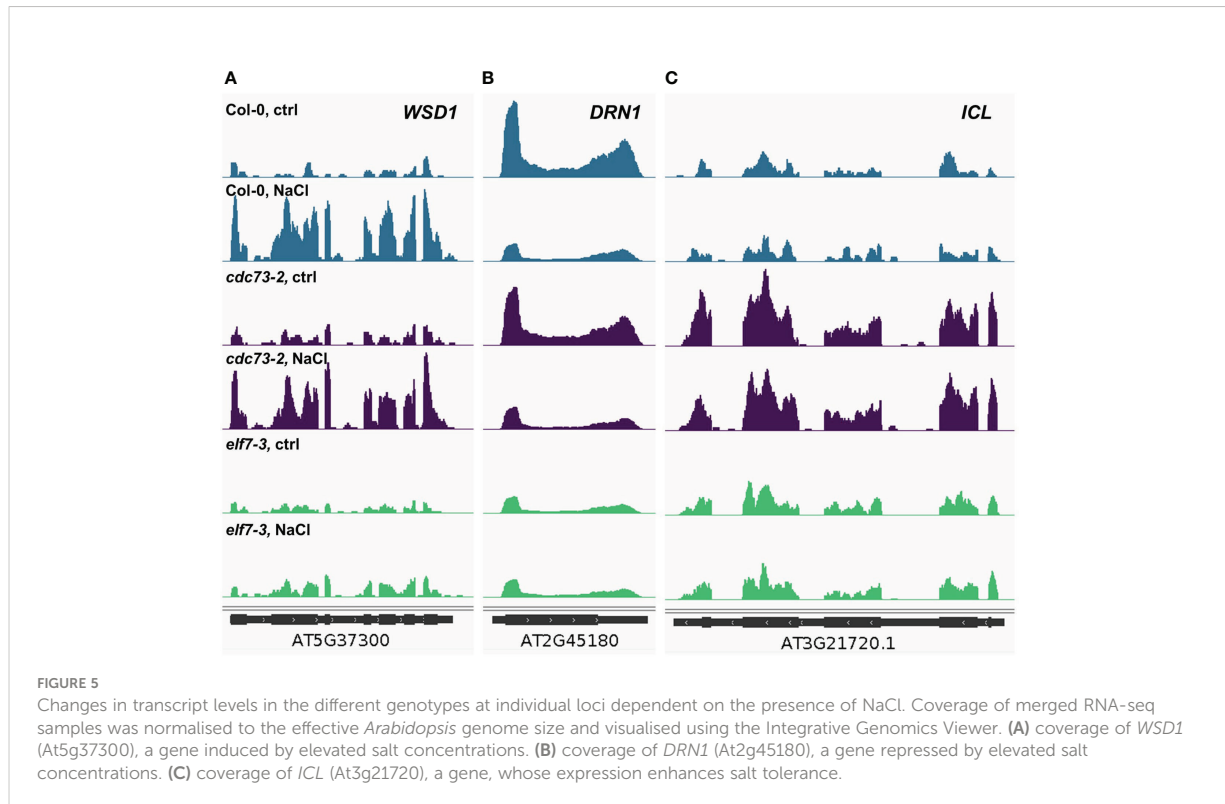 A
B
C
Col-0, ctrl
WSD1
DRN1
ICL
Col-0, NaCl
cdc73-2, ctrl
cdc73-2, NaCl
elf7-3, ctrl
elf7-3, NaCl
AT5G37300
AT2G45180
AT3G21720.1
FIGURE 5
Changes in transcript levels in the different genotypes at individual loci dependent on the presence of NaCl. Coverage of merged RNA-seq
samples was normalised to the effective Arabidopsis genome size and visualised using the Integrative Genomics Viewer. (A) coverage of WSD1
(At5g37300), a gene induced by elevated salt concentrations. (B) coverage of DRN1 (At2g45180), a gene repressed by elevated salt
concentrations. (C) coverage of ICL (At3g21720), a gene, whose expression enhances salt tolerance.